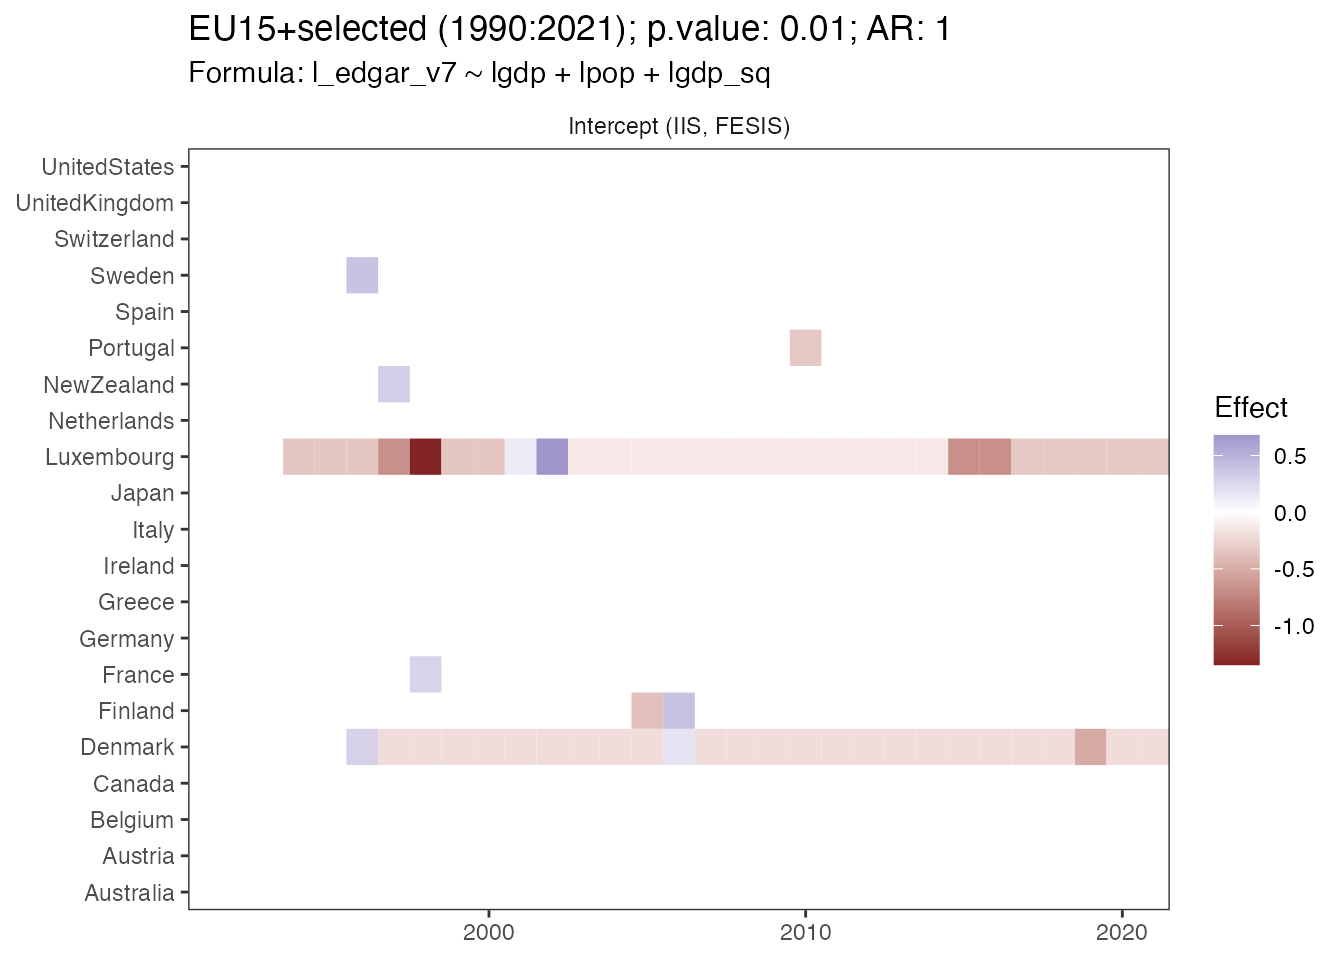 EU15+selected (1990:2021); p.value: 0.01; AR: 1
Formula: l_edgar_v7 ~ lgdp + lpop + lgdp_sq
Intercept (IIS, FESIS)
UnitedStates
UnitedKingdom
Switzerland
Sweden
Spain
Portugal
NewZealand
Netherlands
Luxembourg
Japan
Italy
Ireland
Greece
Germany
France
Finland
Denmark
Canada
Belgium
Austria
Australia
2000
2010
2020
Effect
0.5
0.0
-0.5
-1.0